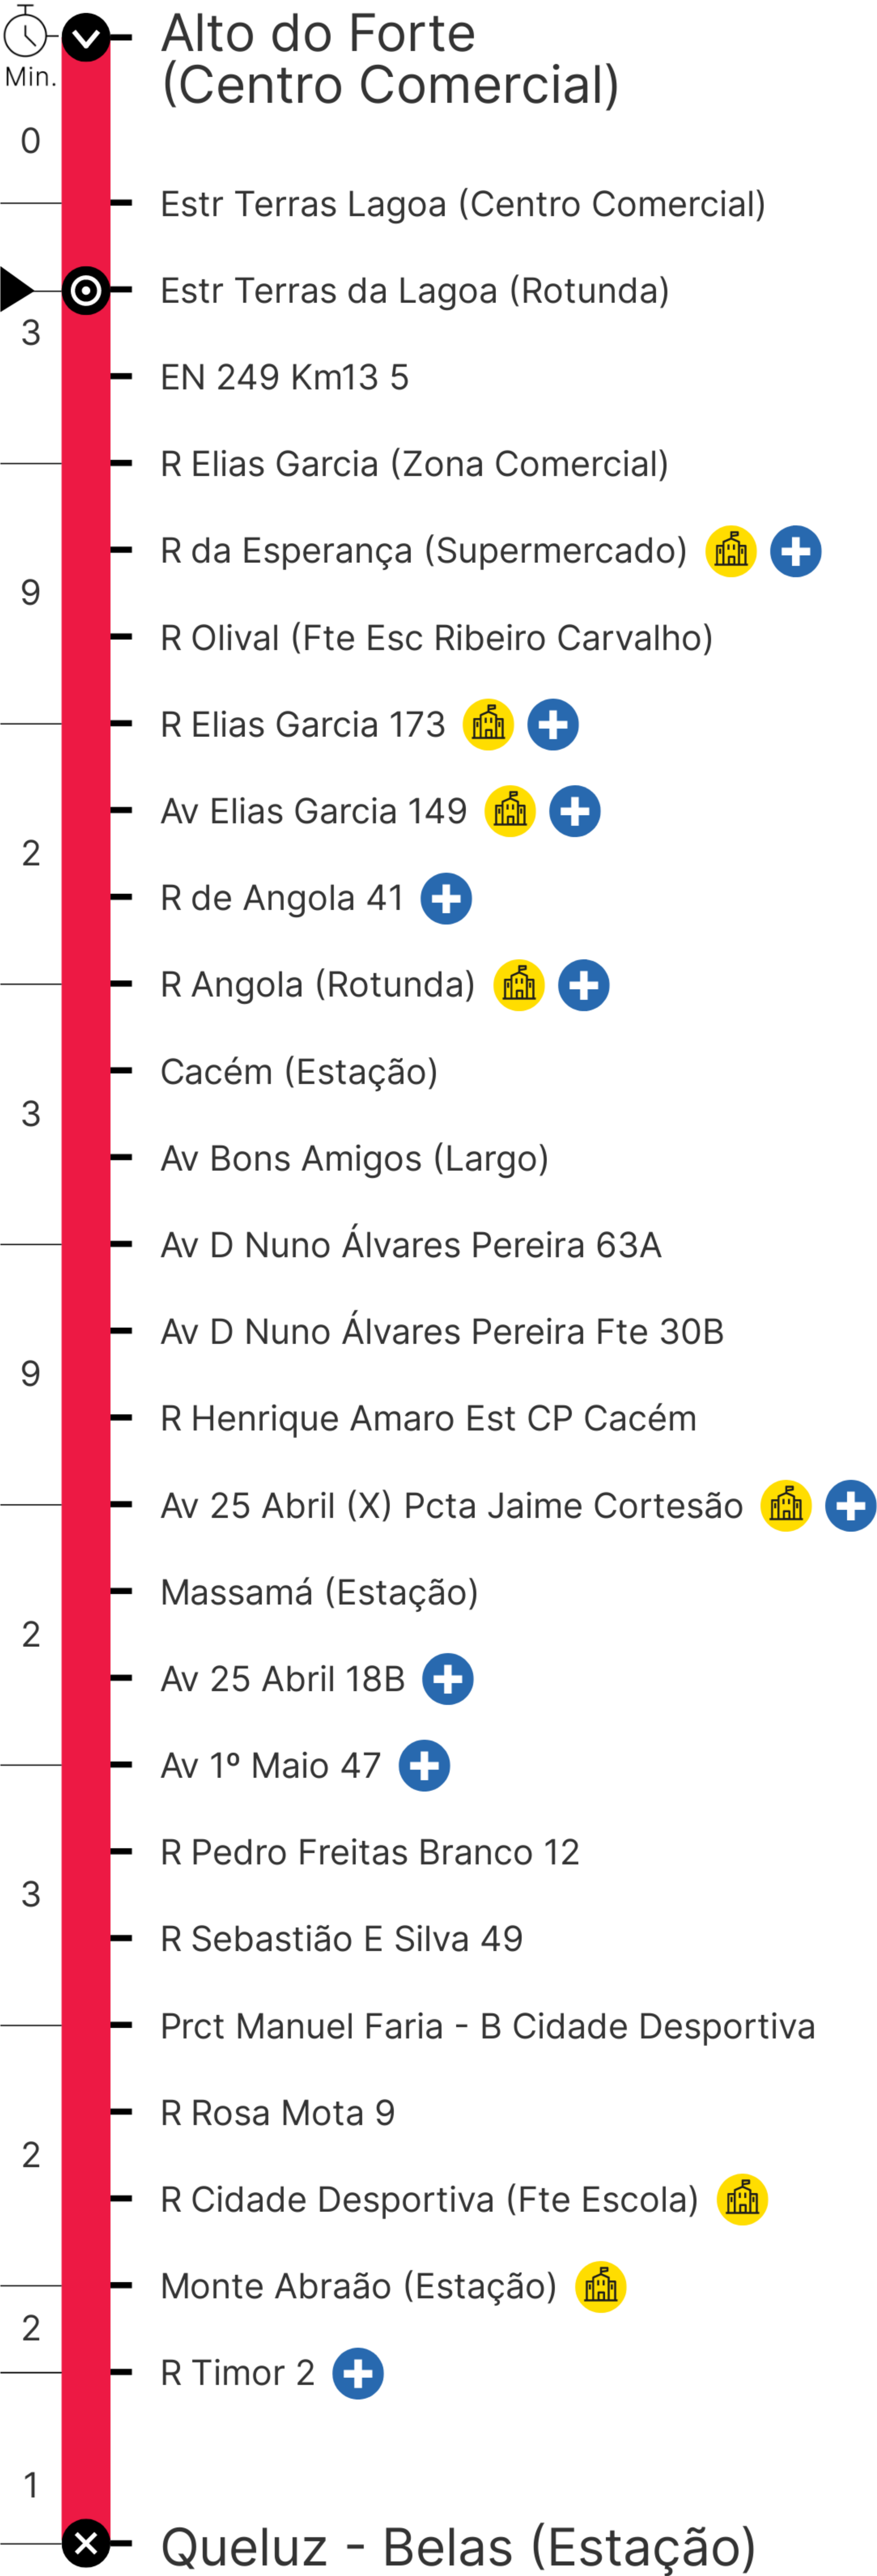 Alto do Forte
(Centro Comercial)
Min.
0
Estr Terras Lagoa (Centro Comercial)
Estr Terras da Lagoa (Rotunda)
3
EN 249 Km13 5
R Elias Garcia (Zona Comercial)
R da Esperança (Supermercado)
9
R Olival (Fte Esc Ribeiro Carvalho)
R Elias Garcia 173
Av Elias Garcia 149
2
R de Angola 41
R Angola (Rotunda)
Cacém (Estação)
3
Av Bons Amigos (Largo)
Av D Nuno Álvares Pereira 63A
Av D Nuno Álvares Pereira Fte 30B
9
R Henrique Amaro Est CP Cacém
Av 25 Abril (X) Pcta Jaime Cortesão
Massamá (Estação)
2
Av 25 Abril 18B
Av 1º Maio 47
R Pedro Freitas Branco 12
3
R Sebastião E Silva 49
Prct Manuel Faria - B Cidade Desportiva
R Rosa Mota 9
2
R Cidade Desportiva (Fte Escola)
Monte Abraão (Estação)
2
R Timor 2
1
Queluz - Belas (Estação)